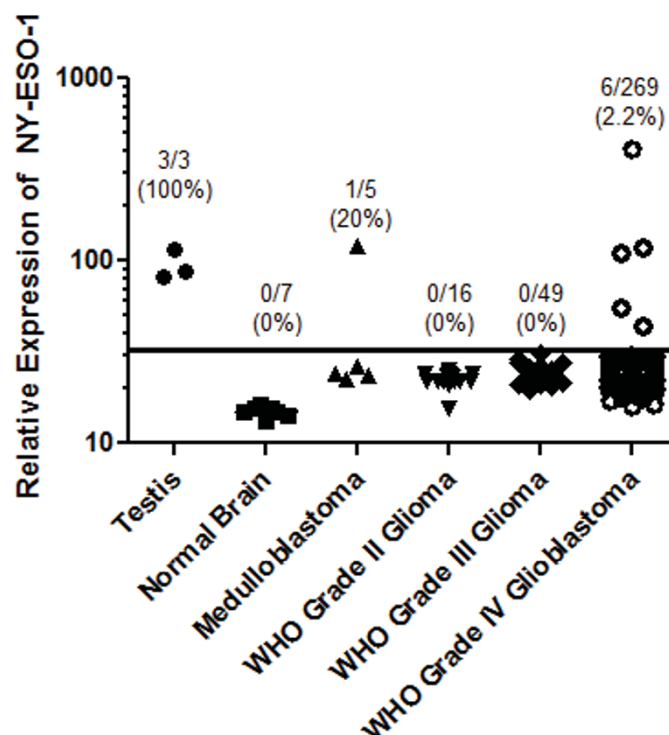 Relative Expression of NY-ESO-1
1000
100
10
3/3
(100%)
0/7
(0%)
1/5
(20%)
0/16
(0%)
0/49
(0%)
6/269
(2.2%)
Testis
Normal Brain
Medulloblastoma
WHO Grade II Glioma
WHO Grade III Glioma
WHO Grade IV Glioblastoma